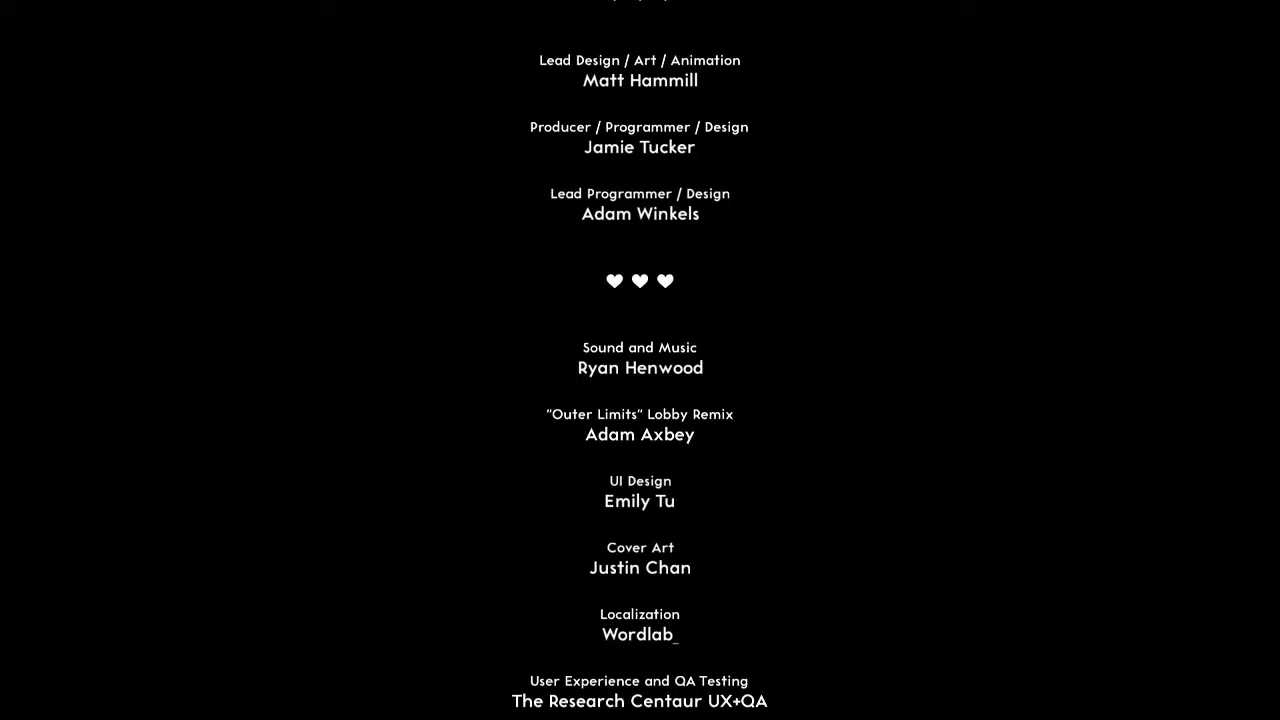 Lead Design / Art / Animation
Matt Hammill
Producer / Programmer / Design
Jamie Tucker
Lead Programmer / Design
Adam Winkels
Sound and Music
Ryan Henwood
"Outer Limits" Lobby Remix
Adam Axbey
UI Design
Emily Tu
Cover Art
Justin Chan
Localization
Wordlab_
User Experience and QA Testing
The Research Centaur UX+QA